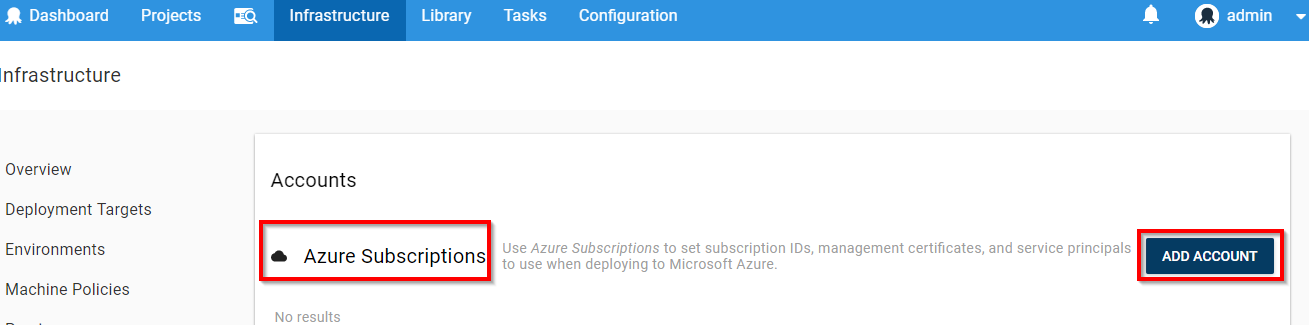 Dashboard Projects Infrastructure Library Tasks Configuration admin
Infrastructure
Overview
Deployment Targets
Environments
Machine Policies
Accounts
Azure Subscriptions
Use Azure Subscriptions to set subscription IDs, management certificates, and service principals
to use when deploying to Microsoft Azure.
ADD ACCOUNT
No results